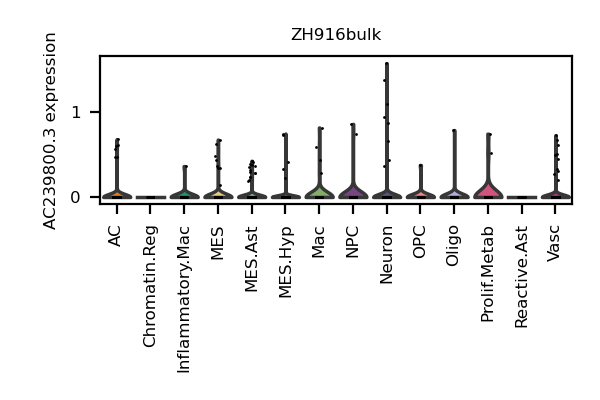 ZH916bulk
AC239800.3 expression
1
0
AC
Chromatin.Reg
Inflammatory.Mac
MES
MES.Ast
MES.Hyp
Mac
NPC
Neuron
OPC
Oligo
Prolif.Metab
Reactive.Ast
Vasc